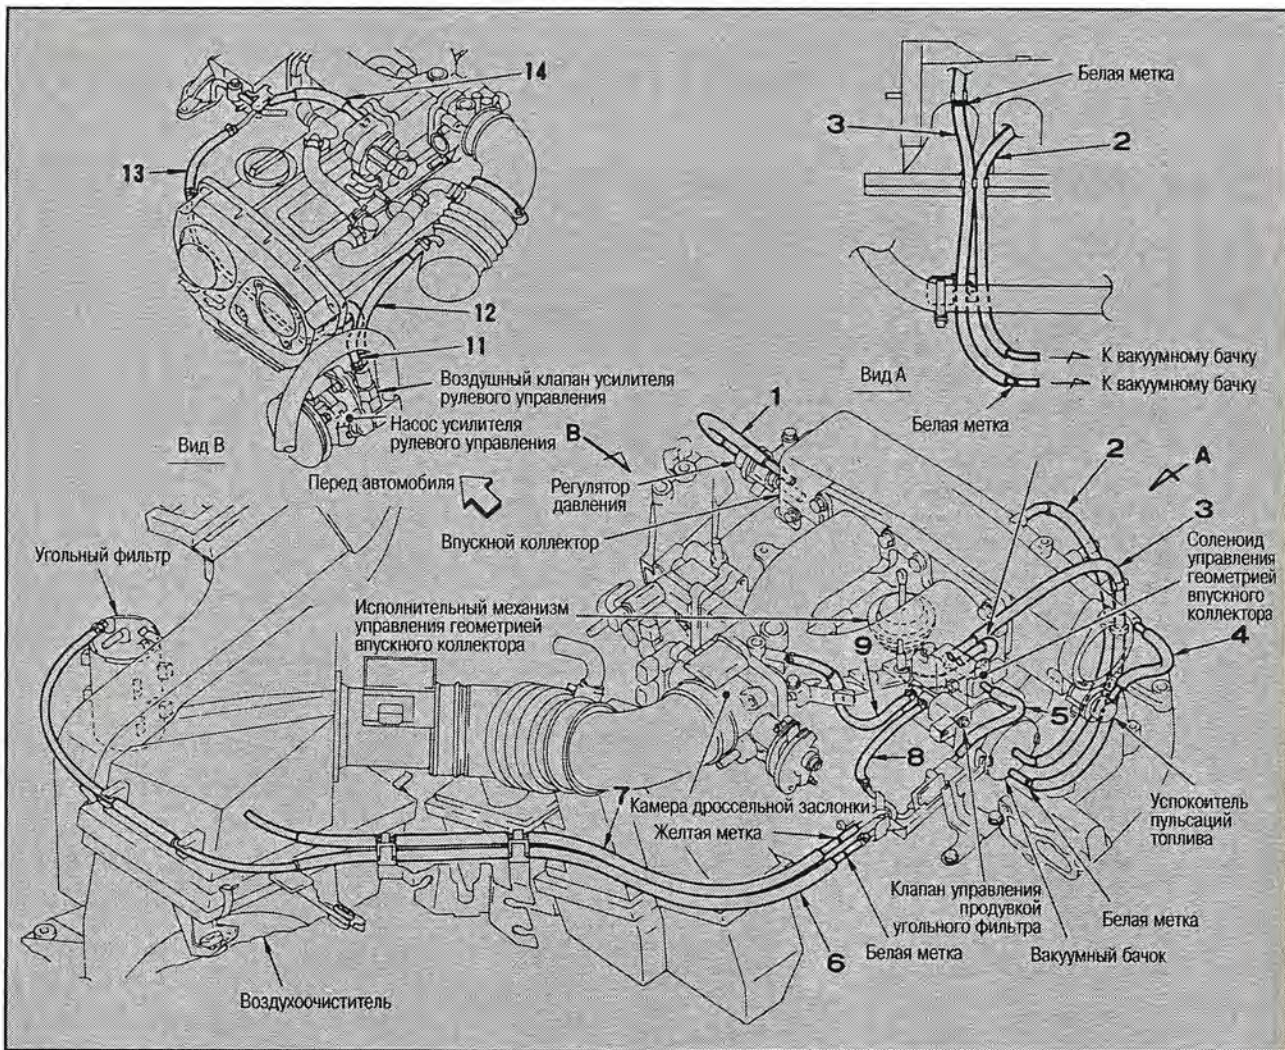 14
13
12
11
Воздушный клапан усилителя
рулевого управления
Насос усилителя
рулевого управления
Вид В
Перед автомобиля
Белая метка
3
2
К вакуумному бачку
К вакуумному бачку
Вид А
Белая метка
1
B
Регулятор
давления
Впускной коллектор
2
A
3
Соленоид
управления
геометрией
впускного
коллектора
4
Угольный фильтр
Исполнительный механизм
управления геометрией
впускного коллектора
9
5
8
7
Камера дроссельной заслонки
Желтая метка
Успокоитель
пульсаций
топлива
Клапан управления
продувкой
угольного фильтра
Белая метка
6
Белая метка
Вакуумный бачок
Воздухоочиститель